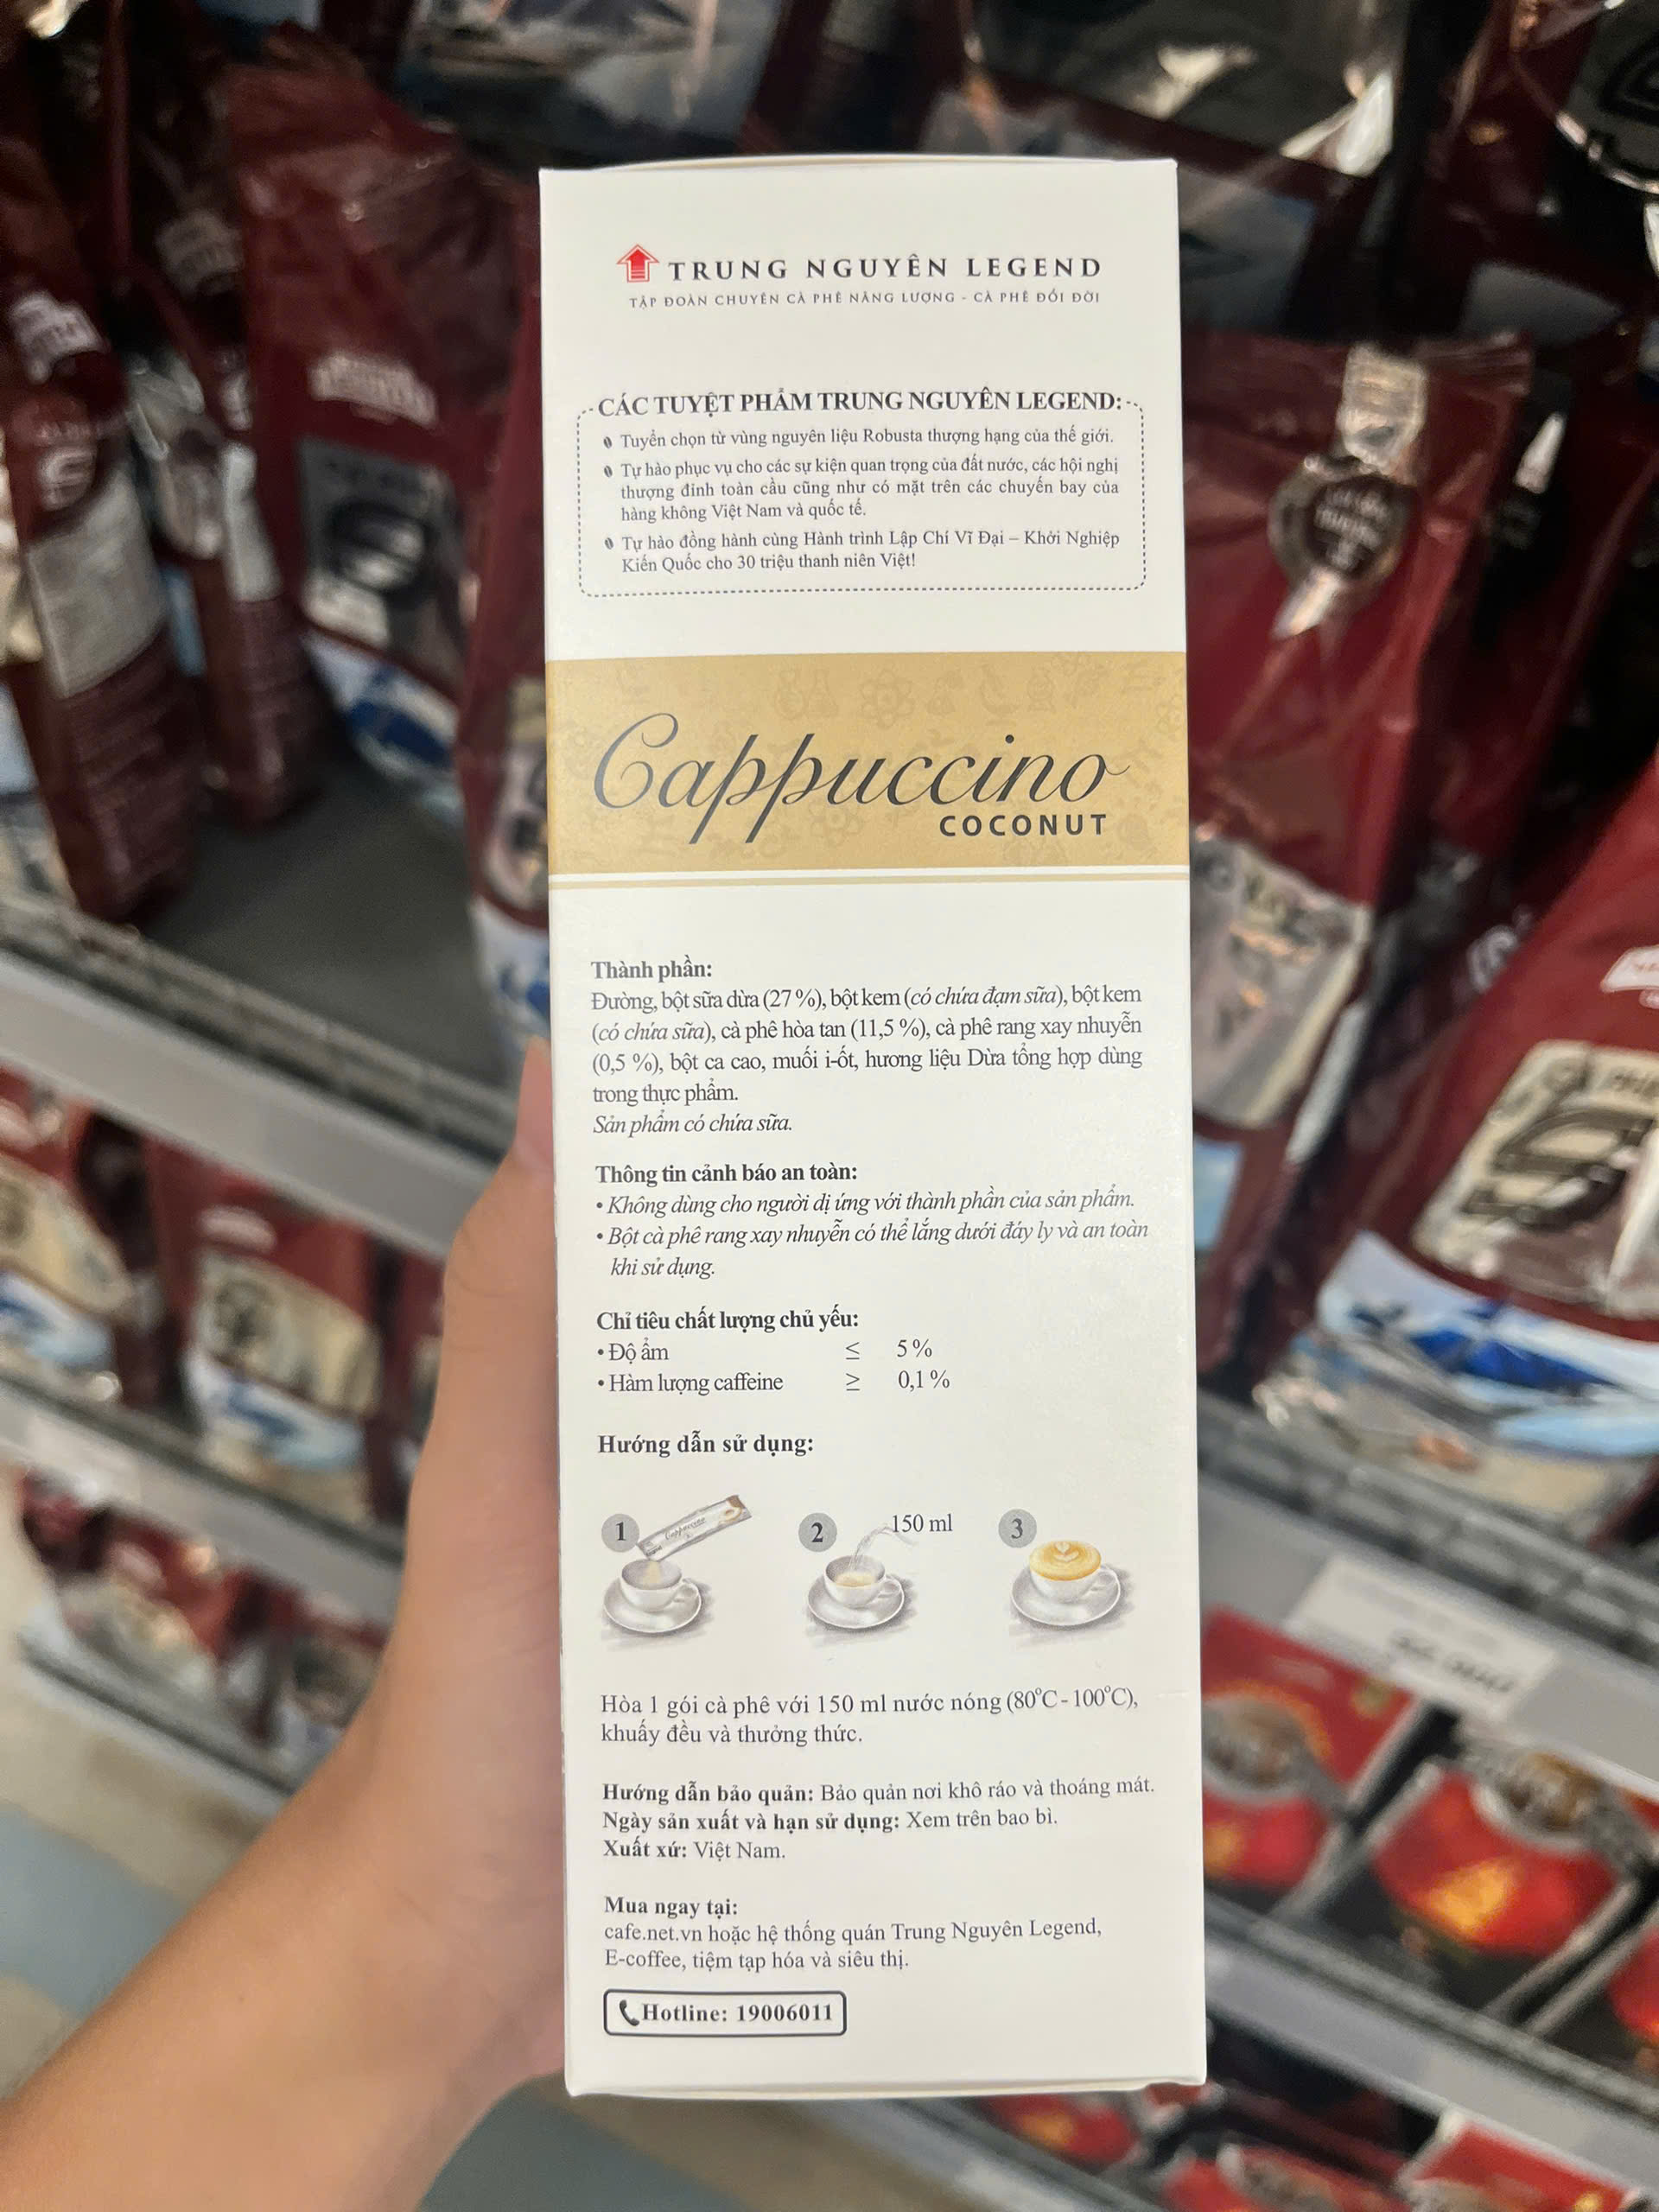 TRUNG NGUYÊN LEGEND
TẬP ĐOÀN CHUYÊN CÀ PHÊ NĂNG LƯỢNG - CÀ PHÊ ĐỔI ĐỜI
CÁC TUYỆT PHẨM TRUNG NGUYÊN LEGEND:
Tuyển chọn từ vùng nguyên liệu Robusta thượng hạng của thế giới.
Tự hào phục vụ cho các sự kiện quan trọng của đất nước, các hội nghị
thượng đỉnh toàn cầu cũng như có mặt trên các chuyến bay của
hàng không Việt Nam và quốc tế.
Tự hào đồng hành cùng Hành trình Lập Chí Vĩ Đại – Khởi Nghiệp
Kiến Quốc cho 30 triệu thanh niên Việt!
Cappuccino
COCONUT
Thành phần:
Đường, bột sữa dừa (27 %), bột kem (có chứa đạm sữa), bột kem
(có chứa sữa), cà phê hòa tan (11,5 %), cà phê rang xay nhuyễn
(0,5 %), bột ca cao, muối i-ốt, hương liệu Dừa tổng hợp dùng
trong thực phẩm.
Sản phẩm có chứa sữa.
Thông tin cảnh báo an toàn:
• Không dùng cho người dị ứng với thành phần của sản phẩm.
• Bột cà phê rang xay nhuyễn có thể lắng dưới đáy ly và an toàn
khi sử dụng.
Chỉ tiêu chất lượng chủ yếu:
• Độ ẩm ≤ 5 %
• Hàm lượng caffeine ≥ 0,1 %
Hướng dẫn sử dụng:
1 Cappuccino 2 150 ml 3
Hòa 1 gói cà phê với 150 ml nước nóng (80°C - 100°C),
khuấy đều và thưởng thức.
Hướng dẫn bảo quản: Bảo quản nơi khô ráo và thoáng mát.
Ngày sản xuất và hạn sử dụng: Xem trên bao bì.
Xuất xứ: Việt Nam.
Mua ngay tại:
cafe.net.vn hoặc hệ thống quán Trung Nguyên Legend,
E-coffee, tiệm tạp hóa và siêu thị.
Hotline: 19006011